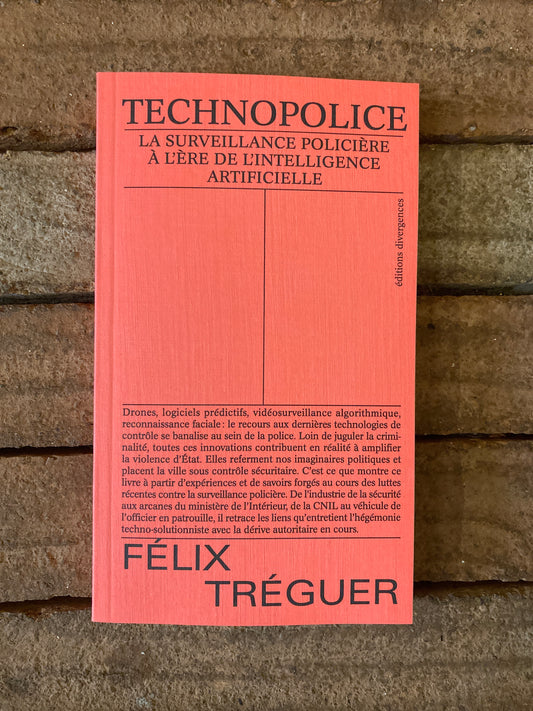 TECHNOPOLICE
LA SURVEILLANCE POLICIÈRE
À L'ÈRE DE L'INTELLIGENCE
ARTIFICIELLE
éditions divergences
Drones, logiciels prédictifs, vidéosurveillance algorithmique,
reconnaissance faciale : le recours aux dernières technologies de
contrôle se banalise au sein de la police. Loin de juguler la crimi-
nalité, toutes ces innovations contribuent en réalité à amplifier
la violence d'État. Elles referment nos imaginaires politiques et
placent la ville sous contrôle sécuritaire. C'est ce que montre ce
livre à partir d'expériences et de savoirs forgés au cours des luttes
récentes contre la surveillance policière. De l'industrie de la sécurité
aux arcanes du ministère de l'Intérieur, de la CNIL au véhicule de
l'officier en patrouille, il retrace les liens qu'entretient l'hégémonie
techno-solutionniste avec la dérive autoritaire en cours.
FÉLIX
TRÉGUER